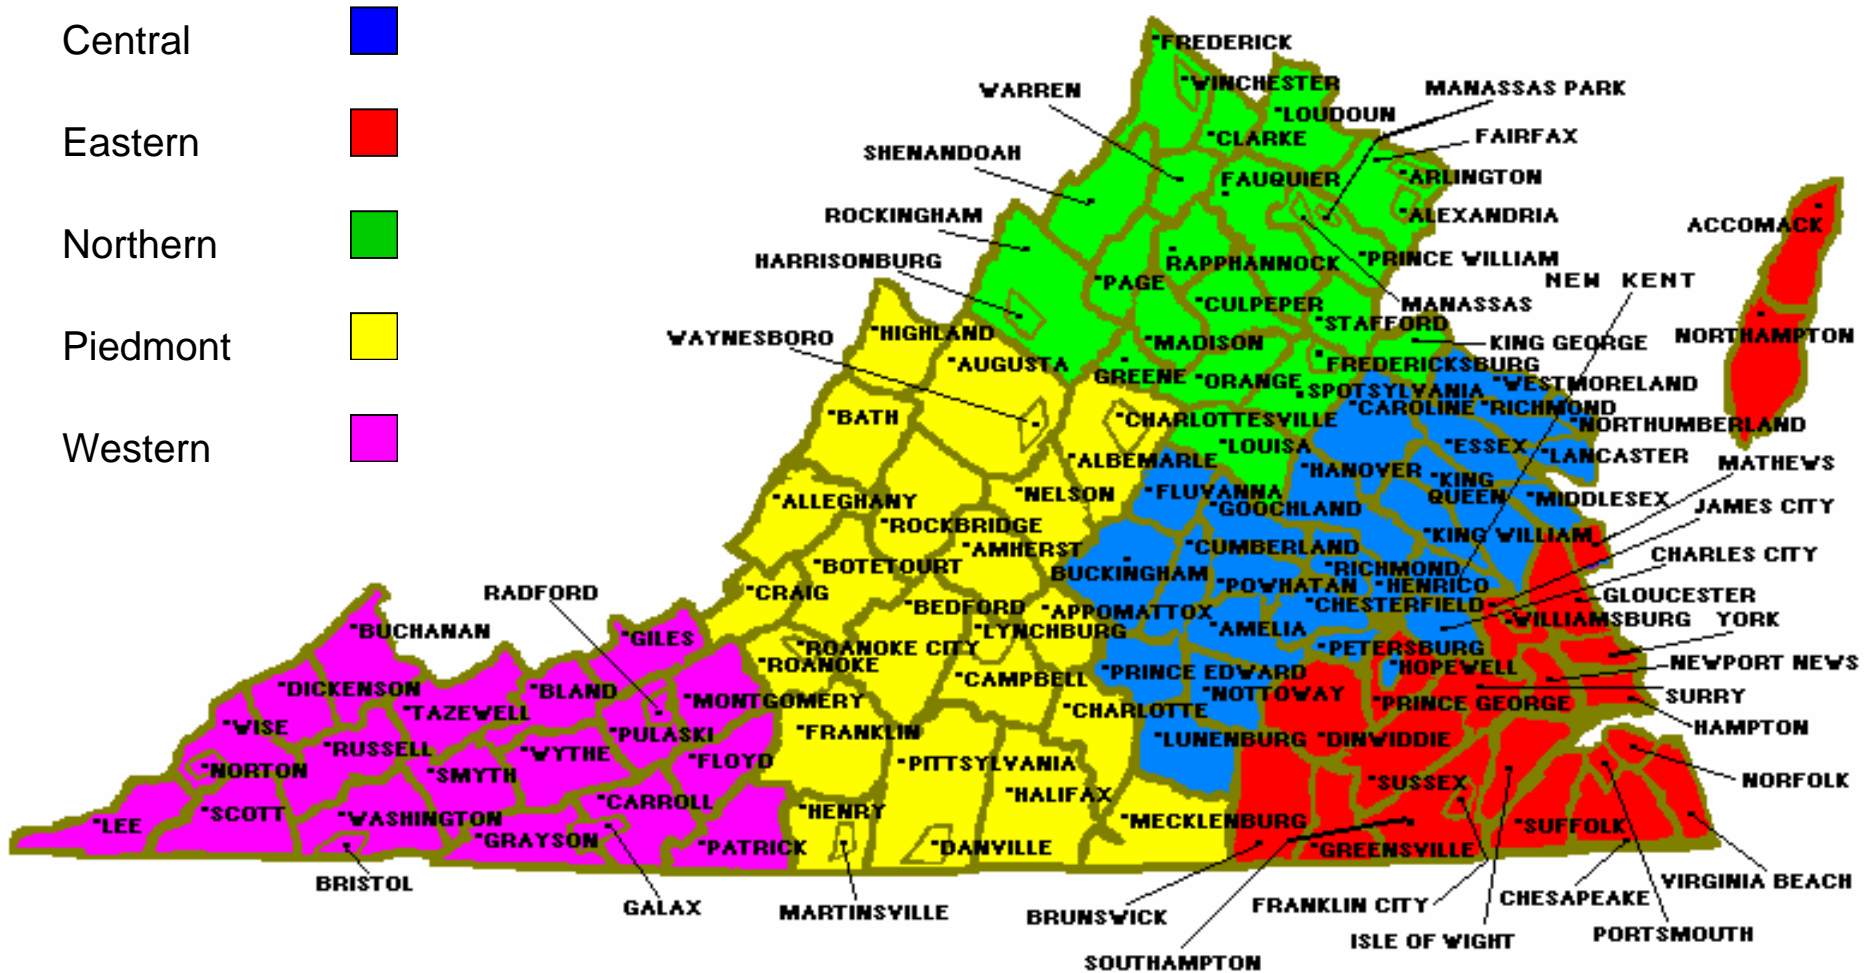 Central
Eastern
Northern
Piedmont
Western
FREDERICK
WINCHESTER
WARREN
MANASSAS PARK
LOUDOUN
CLARKE
FAIRFAX
SHENANDOAH
FAUQUIER
ARLINGTON
ROCKINGHAM
ALEXANDRIA
ACCOMACK
HARRISONBURG
RAPPHANNOCK
PRINCE WILLIAM
PAGE
NEW KENT
CULPEPER
MANASSAS
STAFFORD
WAYNESBORO
HIGHLAND
MADISON
KING GEORGE
NORTHAMPTON
AUGUSTA
GREENE
ORANGE
FREDERICKSBURG
SPOTSYLVANIA
WESTMORELAND
BATH
CHARLOTTESVILLE
CAROLINE
RICHMOND
NORTHUMBERLAND
LOUISA
ESSEX
LANCASTER
ALBEMARLE
HANOVER
MATHEWS
ALLEGHANY
NELSON
FLUVANNA
KING
QUEEN
MIDDLESEX
GOOCHLAND
JAMES CITY
ROCKBRIDGE
KING WILLIAM
AMHERST
CUMBERLAND
CHARLES CITY
BOTETOURT
BUCKINGHAM
RICHMOND
POWHATAN
HENRICO
RADFORD
CRAIG
BEDFORD
APPOMATTOX
CHESTERFIELD
GLOUCESTER
WILLIAMSBURG
YORK
BUCHANAN
GILES
LYNCHBURG
AMELIA
ROANOKE CITY
PETERSBURG
ROANOKE
HOPEWELL
NEWPORT NEWS
DICKENSON
BLAND
CAMPBELL
PRINCE EDWARD
MONTGOMERY
NOTTOWAY
PRINCE GEORGE
SURRY
TAZEWELL
CHARLOTTE
WISE
PULASKI
FRANKLIN
HAMPTON
RUSSELL
WYTHE
LUNENBURG
DINWIDDIE
NORTON
SMYTH
FLOYD
PITTSYLVANIA
SUSSEX
NORFOLK
HALIFAX
CARROLL
HENRY
LEE
SCOTT
WASHINGTON
MECKLENBURG
SUFFOLK
GRAYSON
PATRICK
DANVILLE
GREENSVILLE
BRISTOL
VIRGINIA BEACH
GALAX
MARTINSVILLE
BRUNSWICK
FRANKLIN CITY
CHESAPEAKE
ISLE OF WIGHT
PORTSMOUTH
SOUTHAMPTON